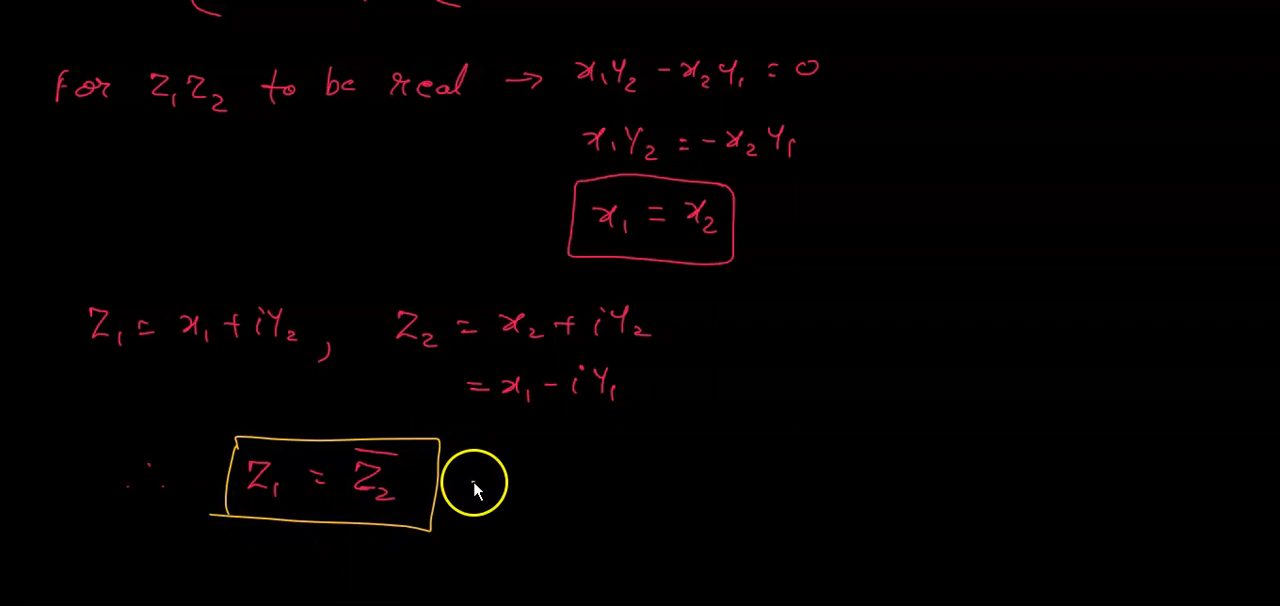 For Z₁Z₂ to be real → x₁Y₂ - x₂Y₁ = 0
x₁Y₂ = -x₂Y₁
x₁ = x₂
Z₁ = x₁ + iY₂, Z₂ = x₂ + iY₂
= x₁ - iY₁
∴ Z₁ = Z̅₂